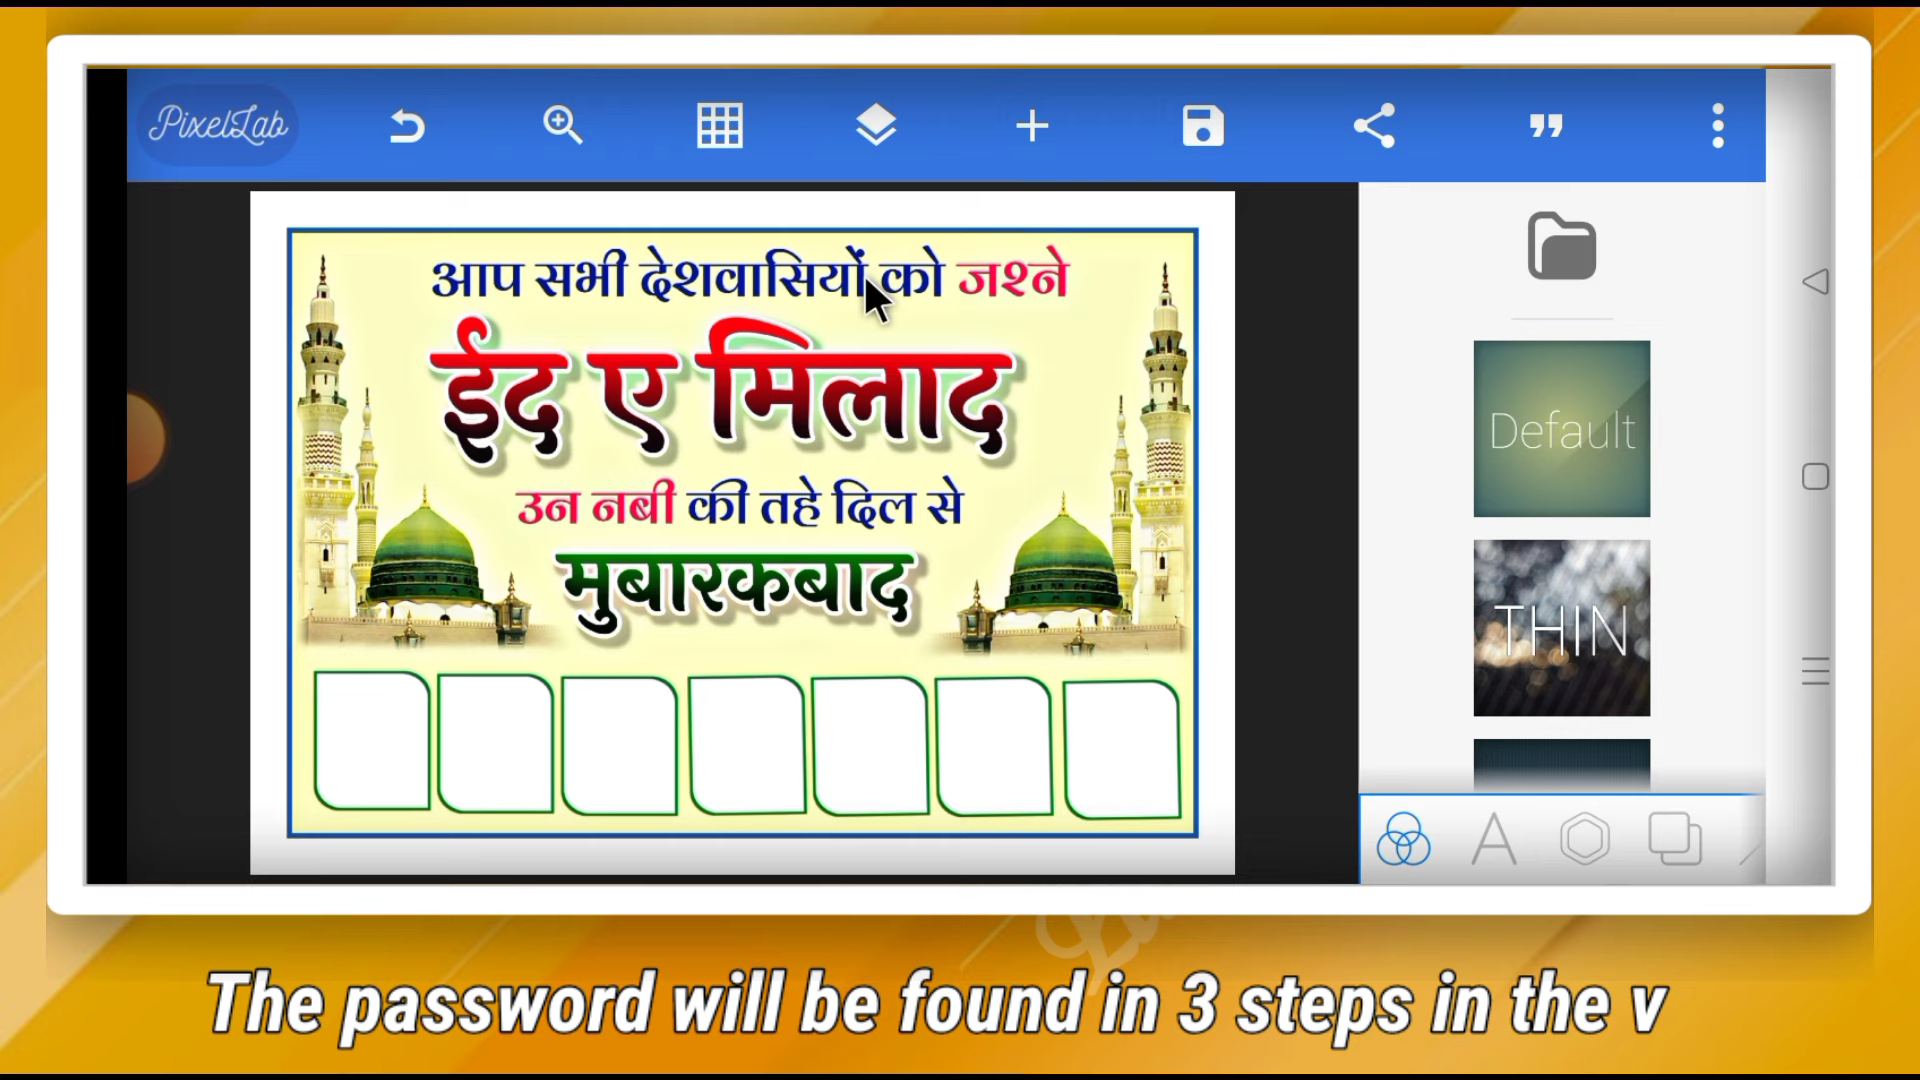 PixelLab
आप सभी देशवासियों को जश्ने
ईद ए मिलाद
उन नबी की तहे दिल से
मुबारकबाद
Default
THIN
The password will be found in 3 steps in the v